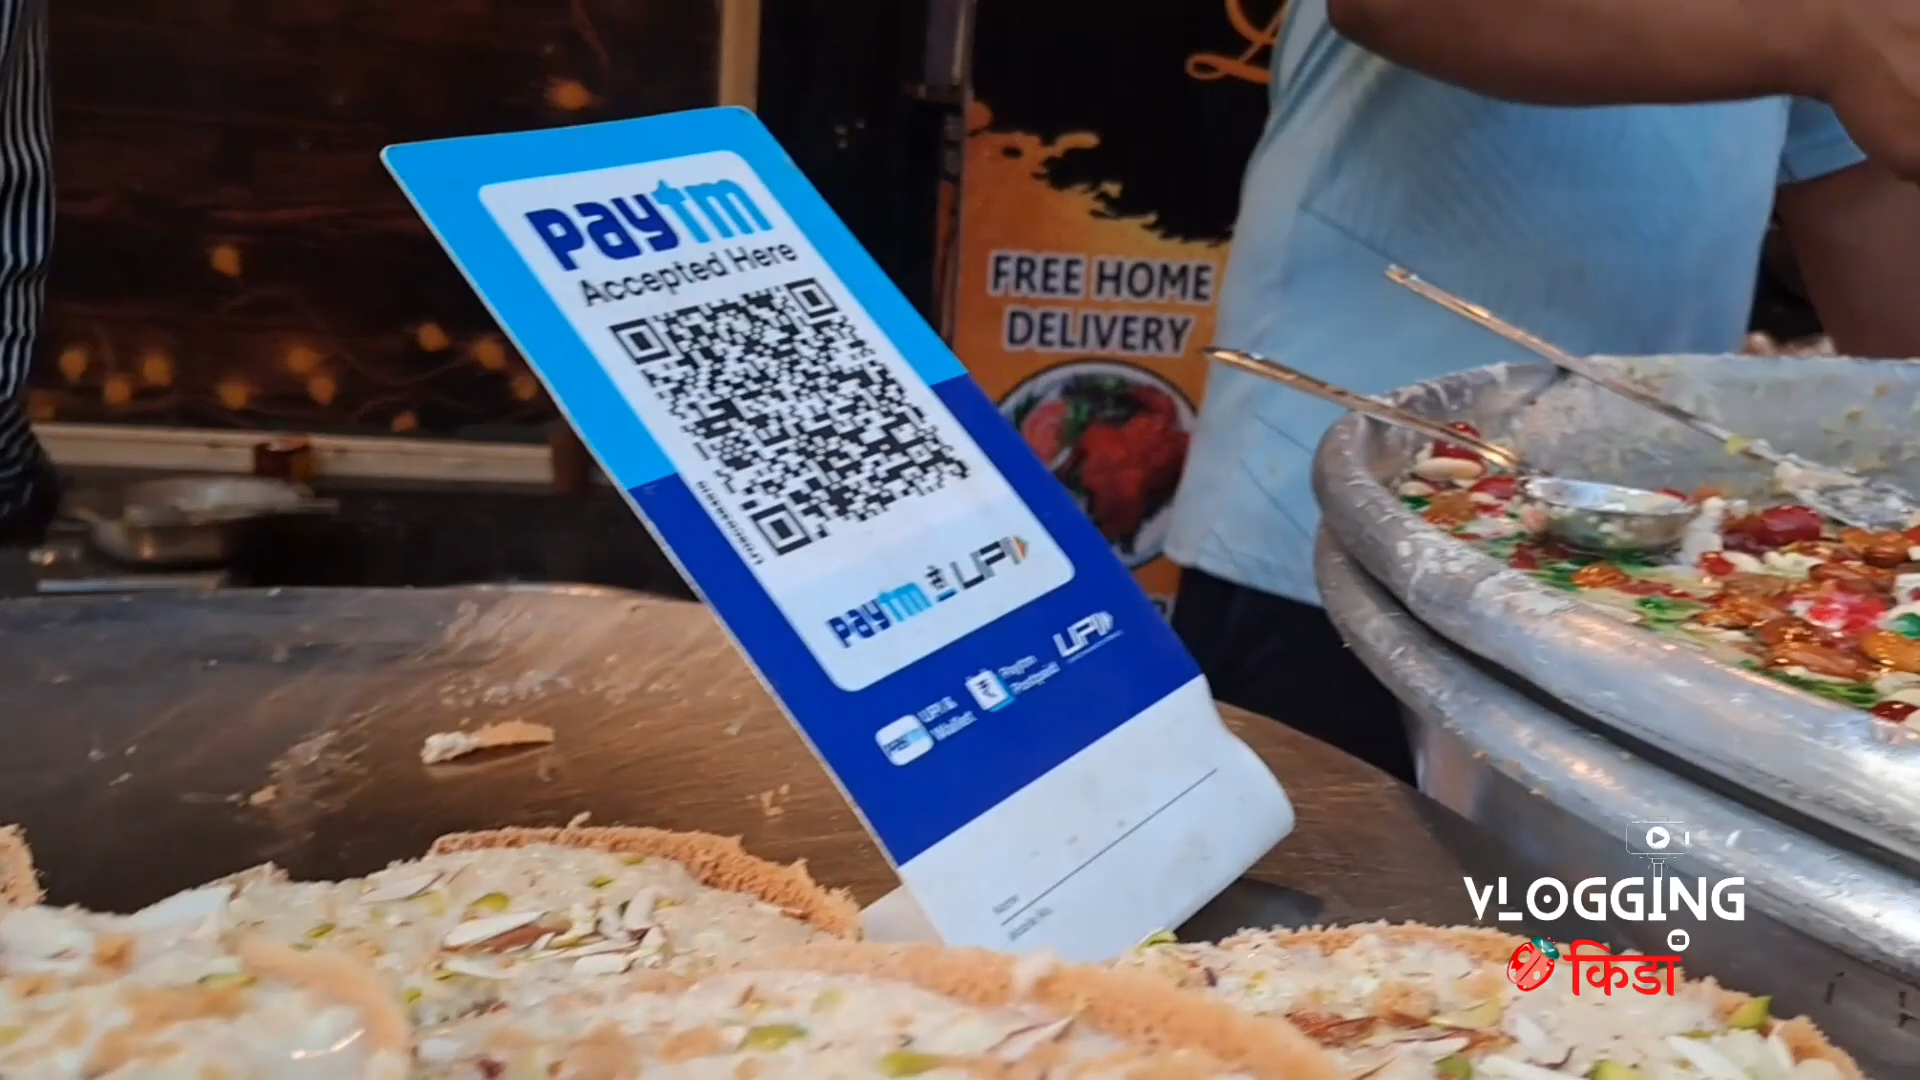 paytm
Accepted Here
paytm UPI
UPI &
Wallet
Paytm
Postpaid
UPI
FREE HOME
DELIVERY
VLOGGING
किडा